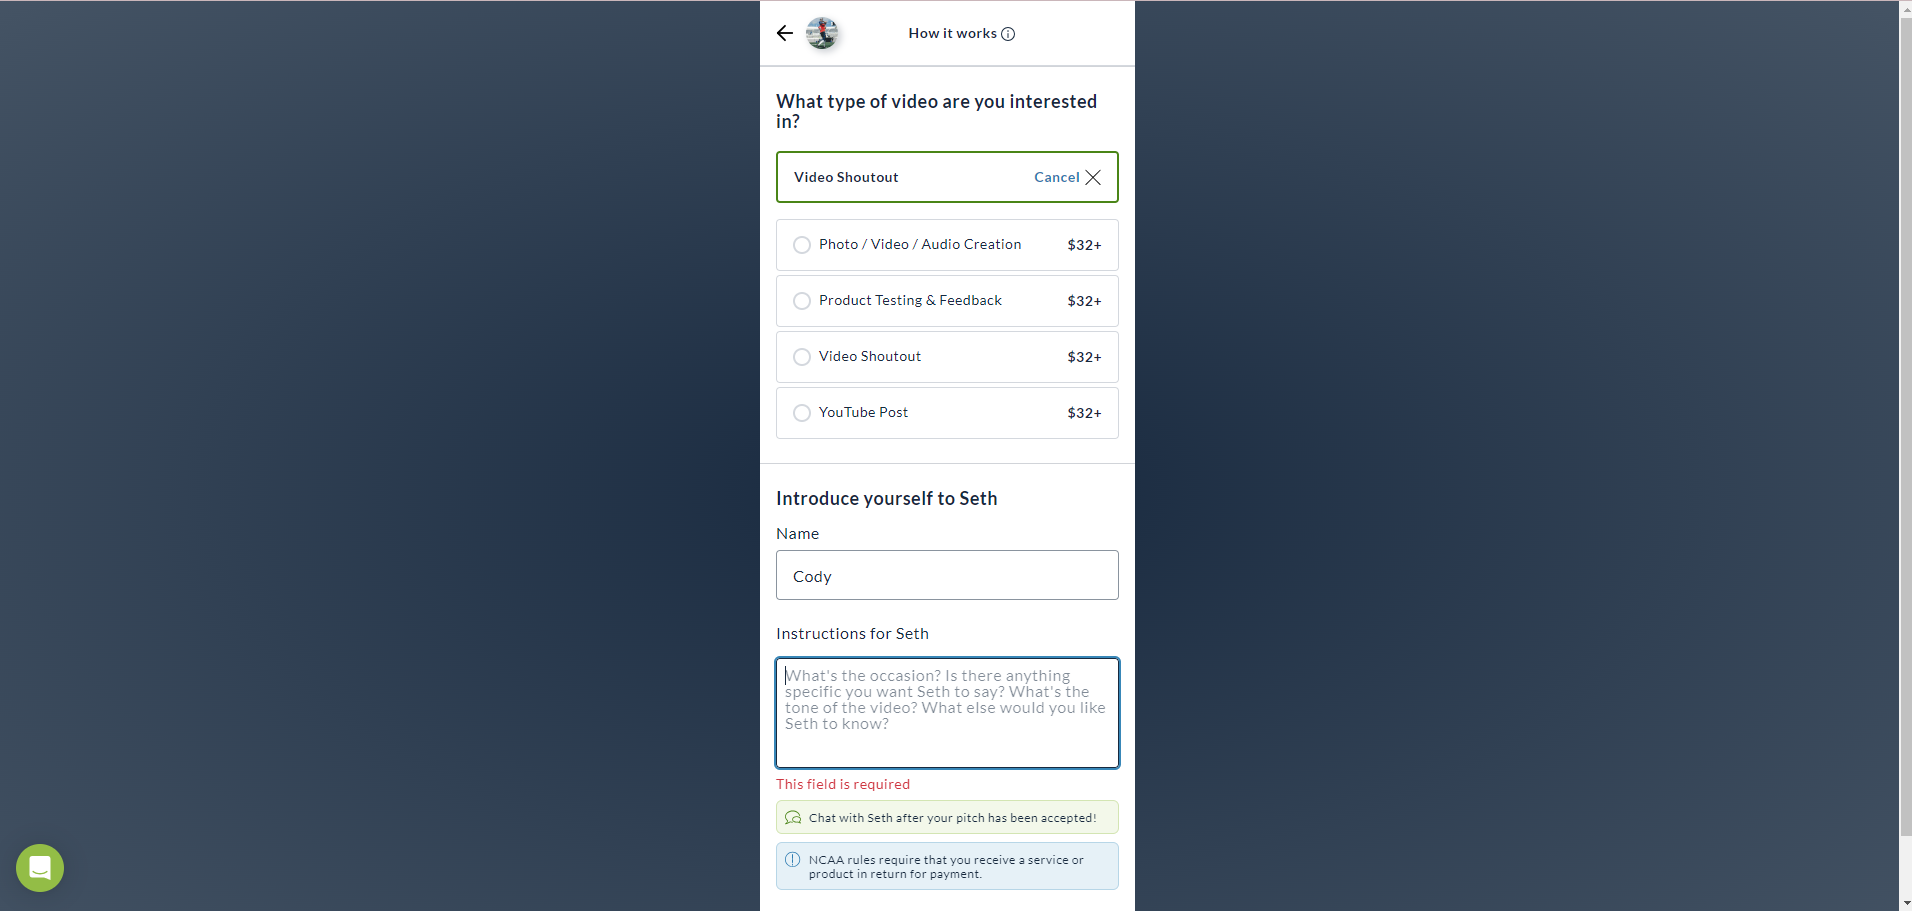 How it works
What type of video are you interested
in?
Video Shoutout Cancel
Photo / Video / Audio Creation $32+
Product Testing & Feedback $32+
Video Shoutout $32+
YouTube Post $32+
Introduce yourself to Seth
Name
Cody
Instructions for Seth
What's the occasion? Is there anything
specific you want Seth to say? What's the
tone of the video? What else would you like
Seth to know?
This field is required
Chat with Seth after your pitch has been accepted!
NCAA rules require that you receive a service or
product in return for payment.